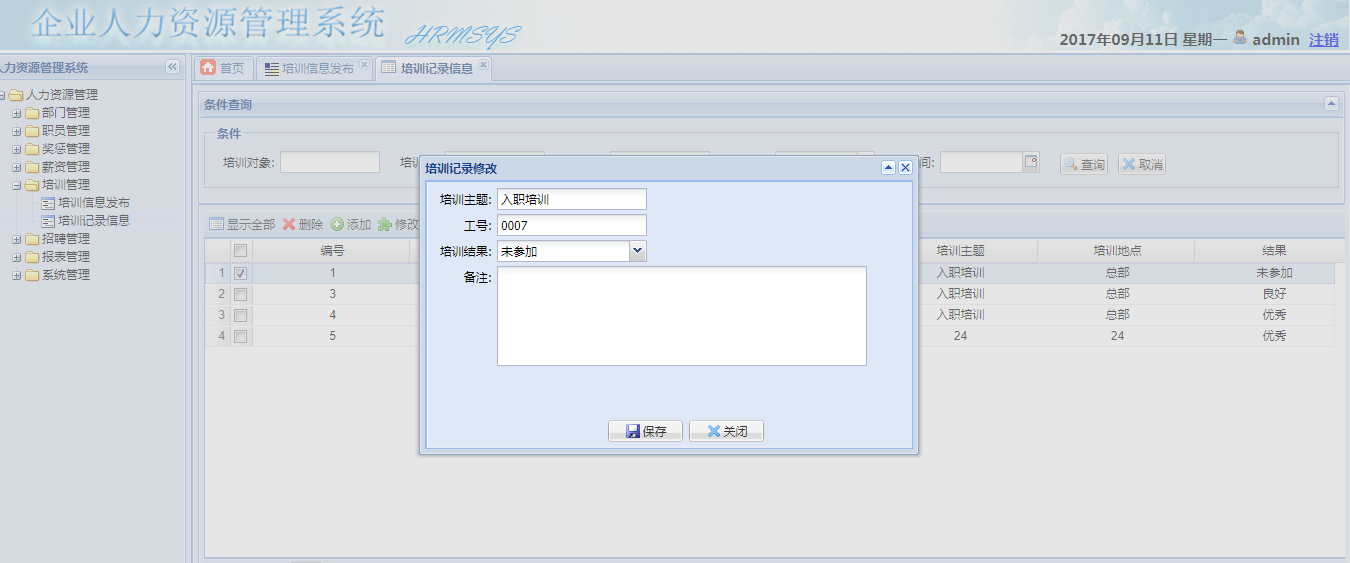 企业人力资源管理系统 HRMSYS
2017年09月11日 星期一 admin 注销
人力资源管理系统
首页 培训信息发布 培训记录信息
人力资源管理
部门管理
职员管理
奖惩管理
薪资管理
培训管理
培训信息发布
培训记录信息
招聘管理
报表管理
系统管理
条件查询
条件
培训对象: 培训 间: 查询 取消
显示全部 删除 添加 修改
编号 培训主题 培训地点 结果
1 1 入职培训 总部 未参加
2 3 入职培训 总部 良好
3 4 入职培训 总部 优秀
4 5 24 24 优秀
培训记录修改
培训主题: 入职培训
工号: 0007
培训结果: 未参加
备注:
保存 关闭